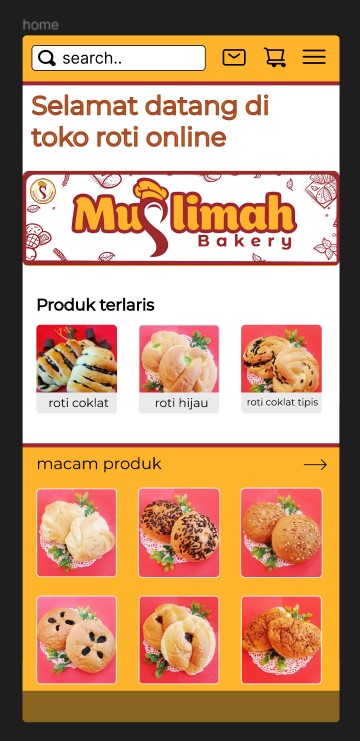 home
search..
Selamat datang di
toko roti online
Muslimah
Bakery
Produk terlaris
roti coklat
roti hijau
roti coklat tipis
macam produk